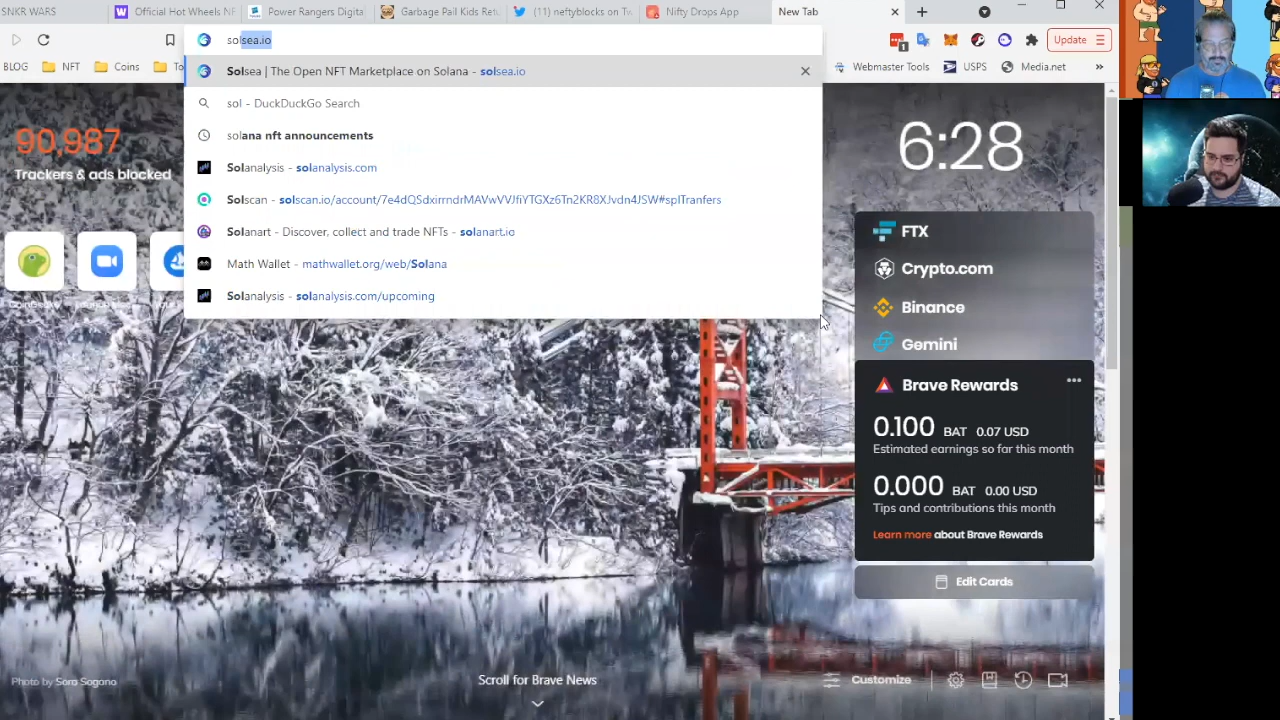 SNKR WARS
Official Hot Wheels NF
Power Rangers Digita
Garbage Pail Kids Retu
(11) neftyblocks on Tw
Nifty Drops App
New Tab
solsea.io
1
Update
BLOG
NFT
Coins
To
Webmaster Tools
USPS
Media.net
Solsea | The Open NFT Marketplace on Solana - solsea.io
sol - DuckDuckGo Search
solana nft announcements
Solanalysis - solanalysis.com
Solscan - solscan.io/account/7e4dQSdxirrndrMAVwVVJfiYTGXz6Tn2KR8XJvdn4JSW#splTranfers
Solanart - Discover, collect and trade NFTs - solanart.io
Math Wallet - mathwallet.org/web/Solana
Solanalysis - solanalysis.com/upcoming
90,987
Trackers & ads blocked
6:28
FTX
Crypto.com
Binance
Gemini
Brave Rewards
0.100 BAT 0.07 USD
Estimated earnings so far this month
0.000 BAT 0.00 USD
Tips and contributions this month
Learn more about Brave Rewards
Edit Cards
Photo by Sora Sagano
Scroll for Brave News
Customize